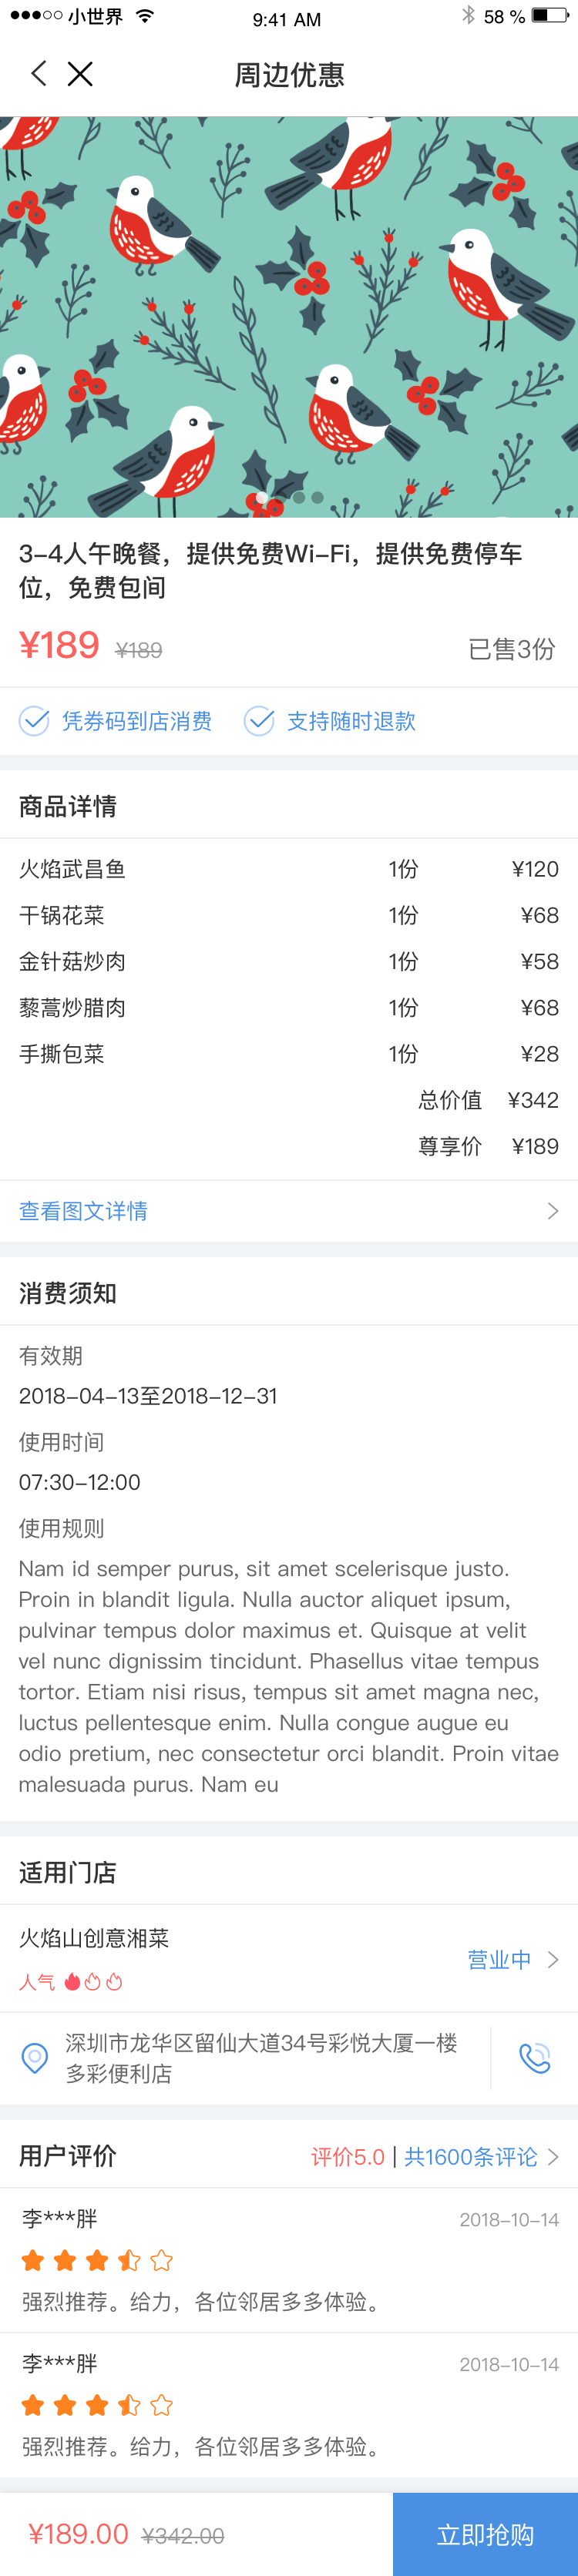 小世界
9:41 AM
58 %
周边优惠
3-4人午晚餐，提供免费Wi-Fi，提供免费停车
位，免费包间
¥189 ¥189 已售3份
凭券码到店消费 支持随时退款
商品详情
火焰武昌鱼 1份 ¥120
干锅花菜 1份 ¥68
金针菇炒肉 1份 ¥58
藜蒿炒腊肉 1份 ¥68
手撕包菜 1份 ¥28
总价值 ¥342
尊享价 ¥189
查看图文详情
消费须知
有效期
2018-04-13至2018-12-31
使用时间
07:30-12:00
使用规则
Nam id semper purus, sit amet scelerisque justo.
Proin in blandit ligula. Nulla auctor aliquet ipsum,
pulvinar tempus dolor maximus et. Quisque at velit
vel nunc dignissim tincidunt. Phasellus vitae tempus
tortor. Etiam nisi risus, tempus sit amet magna nec,
luctus pellentesque enim. Nulla congue augue eu
odio pretium, nec consectetur orci blandit. Proin vitae
malesuada purus. Nam eu
适用门店
火焰山创意湘菜
营业中
人气
深圳市龙华区留仙大道34号彩悦大厦一楼
多彩便利店
用户评价 评价5.0 | 共1600条评论
李***胖 2018-10-14
强烈推荐。给力，各位邻居多多体验。
李***胖 2018-10-14
强烈推荐。给力，各位邻居多多体验。
¥189.00 ¥342.00 立即抢购